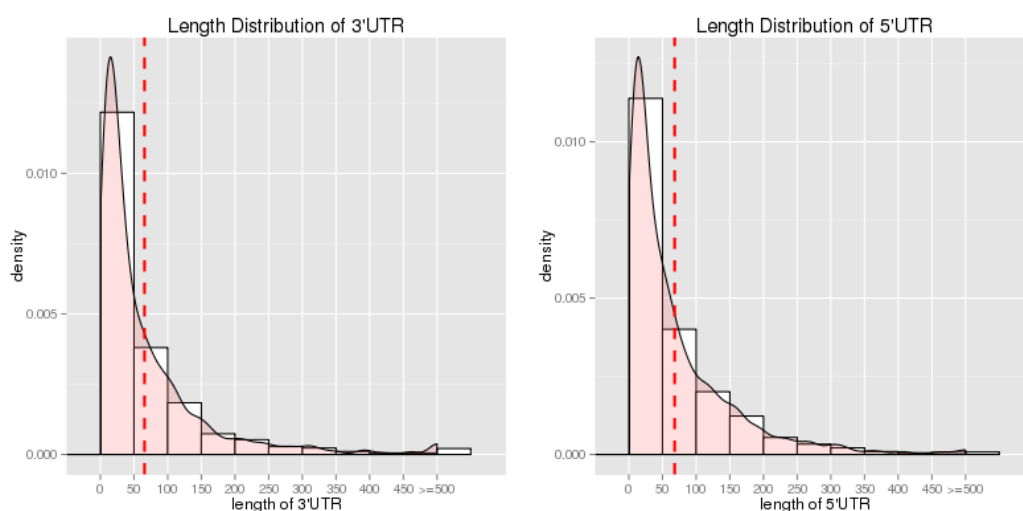 Length Distribution of 3'UTR
density
0.010
0.005
0.000
0 50 100 150 200 250 300 350 400 450 >=500
length of 3'UTR
Length Distribution of 5'UTR
density
0.010
0.005
0.000
0 50 100 150 200 250 300 350 400 450 >=500
length of 5'UTR